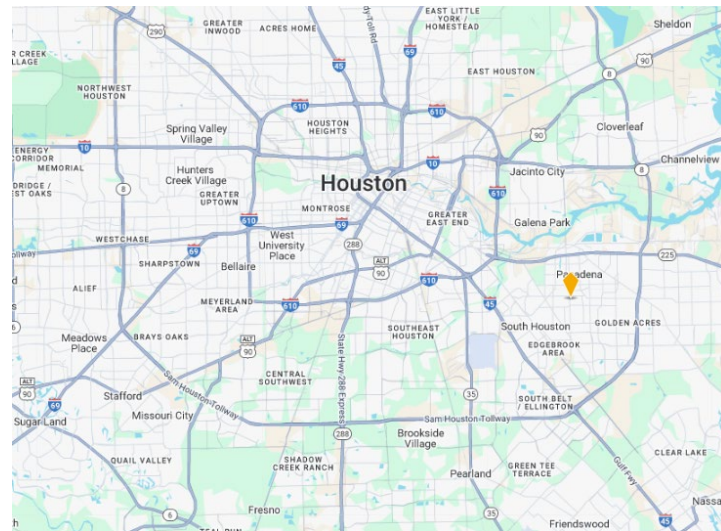 EAST LITTLE
YORK /
HOMESTEAD
GREATER
INWOOD
ACRES HOME
Sheldon
290
45
69
8
90
EAST HOUSTON
NORTHWEST
HOUSTON
610
610
HOUSTON
HEIGHTS
Spring Valley
Village
90
Cloverleaf
ENERGY
CORRIDOR
10
MEMORIAL
Hunters
Creek Village
10
610
Jacinto City
10
Channelview
8
8
GREATER
UPTOWN
Houston
MONTROSE
GREATER
EAST END
Galena Park
610
69
West
University
Place
288
WESTCHASE
69
SHARPSTOWN
Bellaire
ALT
90
225
Pasadena
ALIEF
MEYERLAND
AREA
610
610
45
Meadows
Place
BRAYS OAKS
SOUTHEAST
HOUSTON
South Houston
GOLDEN ACRES
EDGEBROOK
AREA
ALT
90
90
CENTRAL
SOUTHWEST
State Hwy 288 Express
Stafford
Sam Houston Tollway
35
SOUTH BELT
/ ELLINGTON
69
Sugar Land
Missouri City
Sam Houston Tollway
288
Brookside
Village
QUAIL VALLEY
SHADOW
CREEK RANCH
Pearland
GREEN TEE
TERRACE
Gulf Fwy
CLEAR LAKE
6
Fresno
35
Friendswood
45